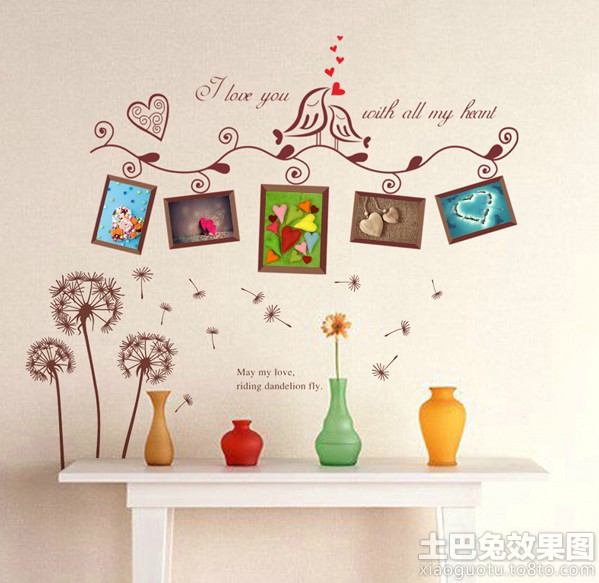 I love you
with all my heart
May my love,
riding dandelion fly.
土巴兔效果图
xiaoguotu.to8to.com